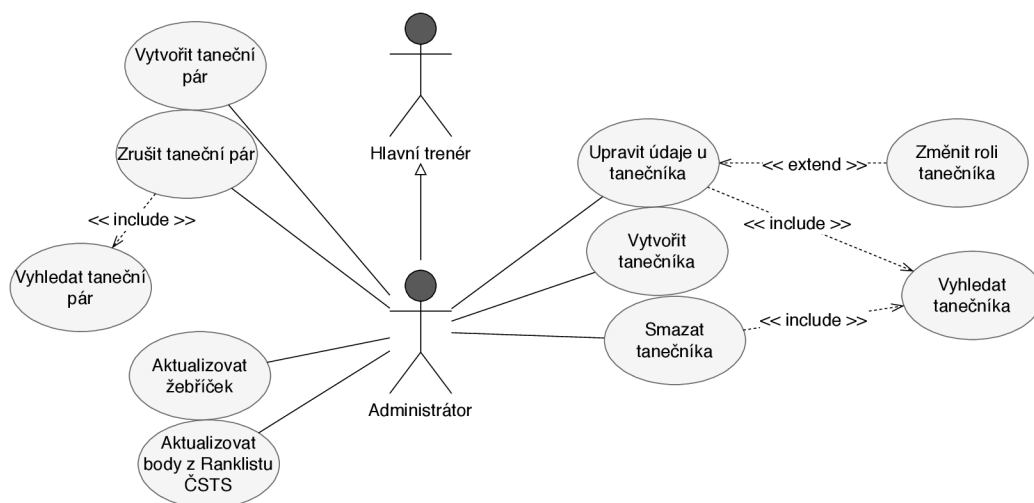 Vytvořit taneční
pár
Zrušit taneční pár
<< include >>
Vyhledat taneční
pár
Aktualizovat
žebříček
Aktualizovat
body z Ranklistu
ČSTS
Hlavní trenér
Administrátor
Upravit údaje u
tanečníka
<< extend >>
Změnit roli
tanečníka
<< include >>
Vytvořit
tanečníka
Vyhledat
tanečníka
Smazat
tanečníka
<< include >>